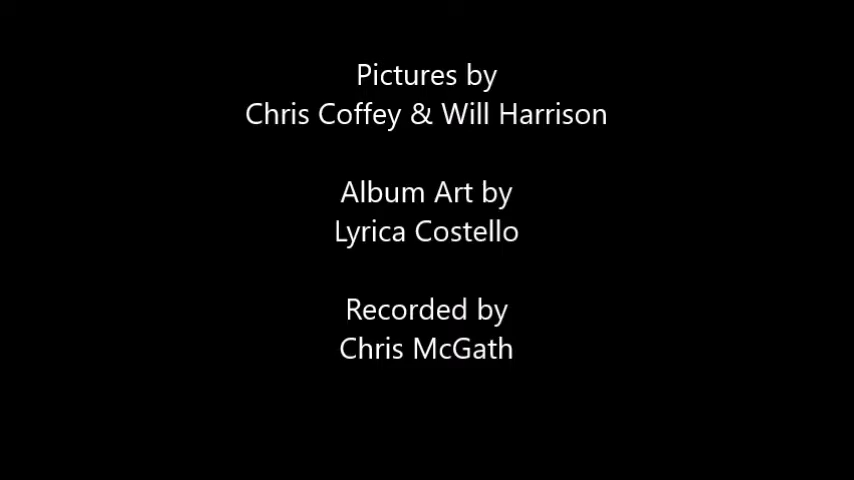 Pictures by
Chris Coffey & Will Harrison
Album Art by
Lyrica Costello
Recorded by
Chris McGath